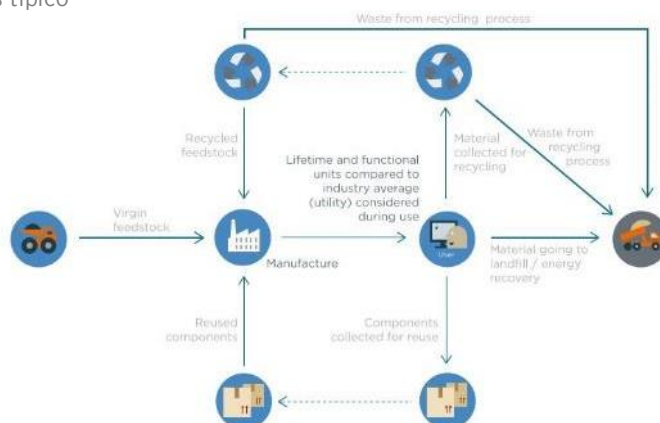 típico
Waste from recycling process
Recycled
feedstock
Lifetime and functional
units compared to
industry average
(utility) considered
during use
Material
collected for
recycling
Waste from
recycling
process
Virgin
feedstock
Manufacture
User
Material going to
landfill / energy
recovery
Reused
components
Components
collected for reuse